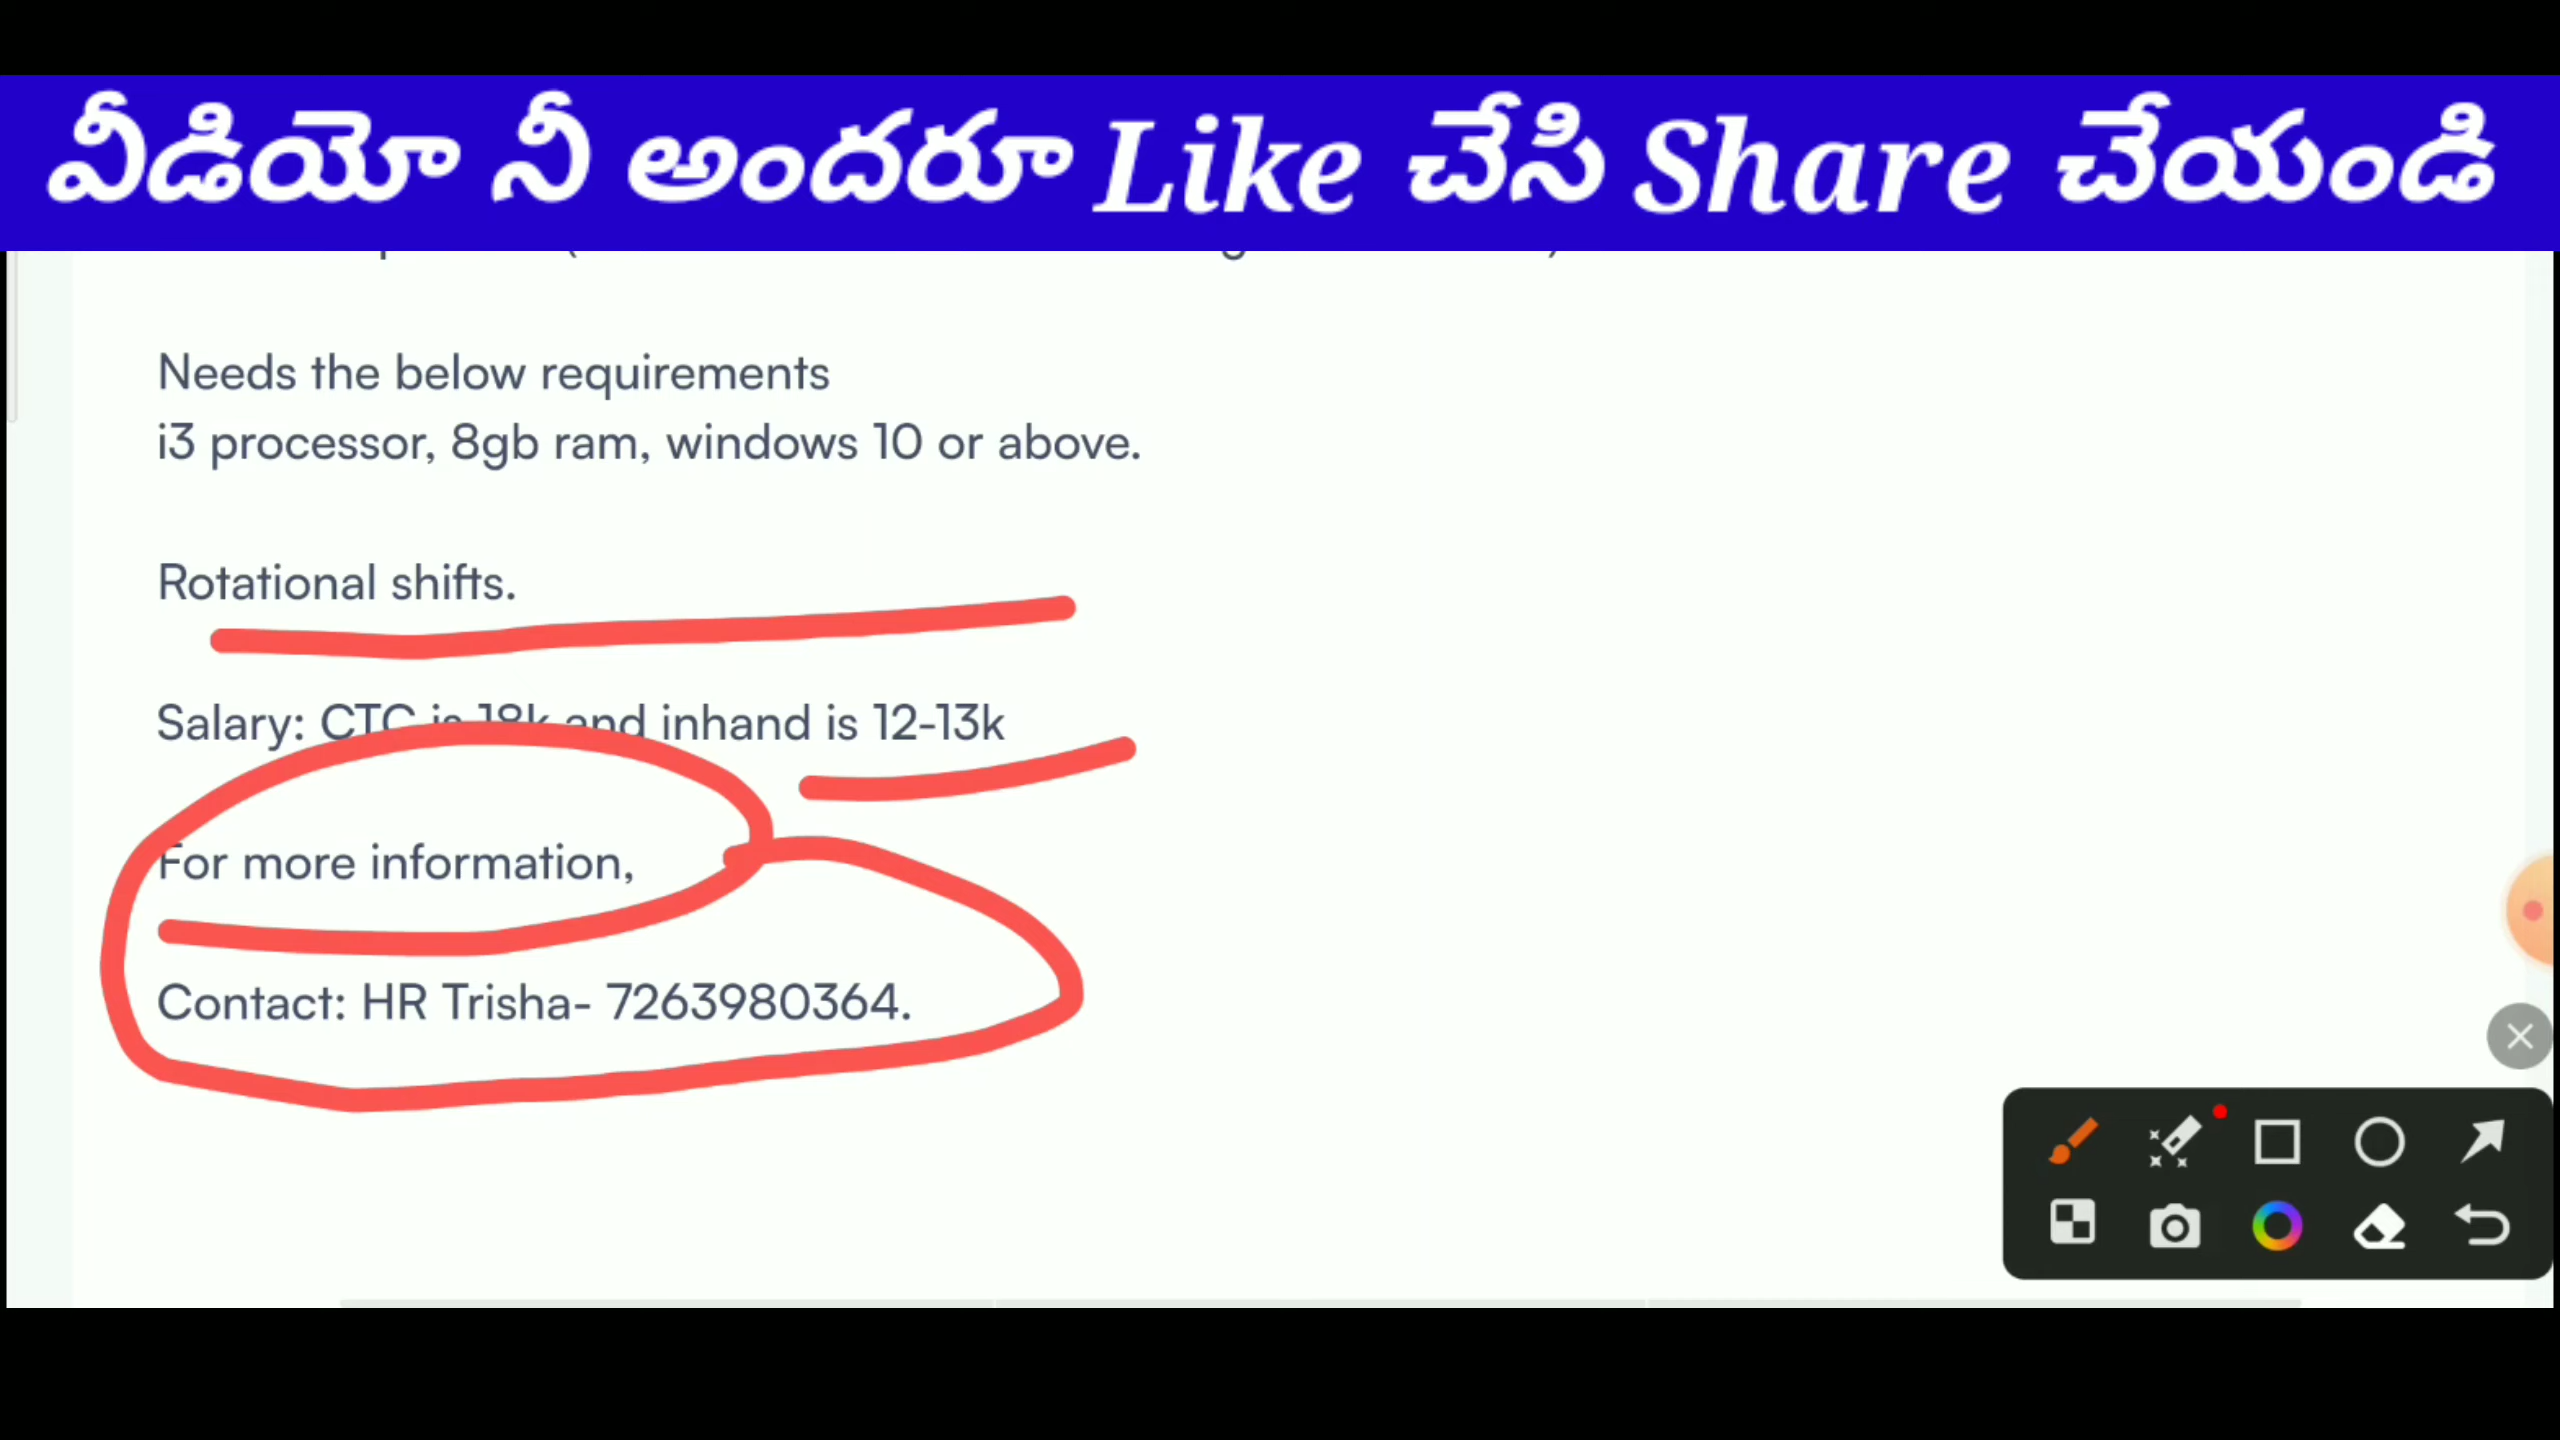 వీడియో నీ అందరూ Like చేసి Share చేయండి
Needs the below requirements
i3 processor, 8gb ram, windows 10 or above.
Rotational shifts.
Salary: CTC is 18k and inhand is 12-13k
For more information,
Contact: HR Trisha- 7263980364.